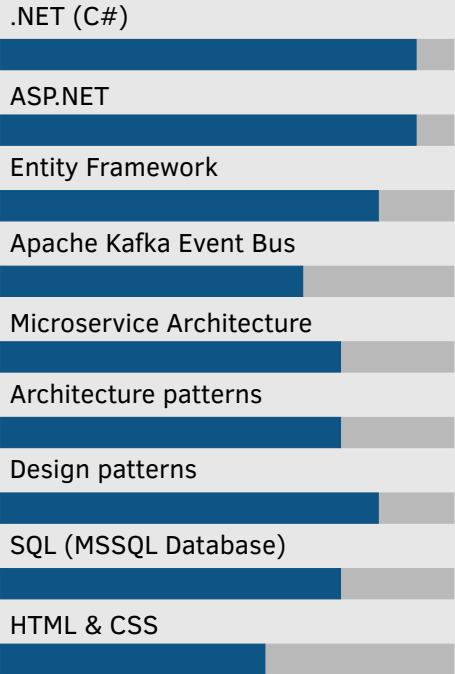 .NET (C#)
ASP.NET
Entity Framework
Apache Kafka Event Bus
Microservice Architecture
Architecture patterns
Design patterns
SQL (MSSQL Database)
HTML & CSS